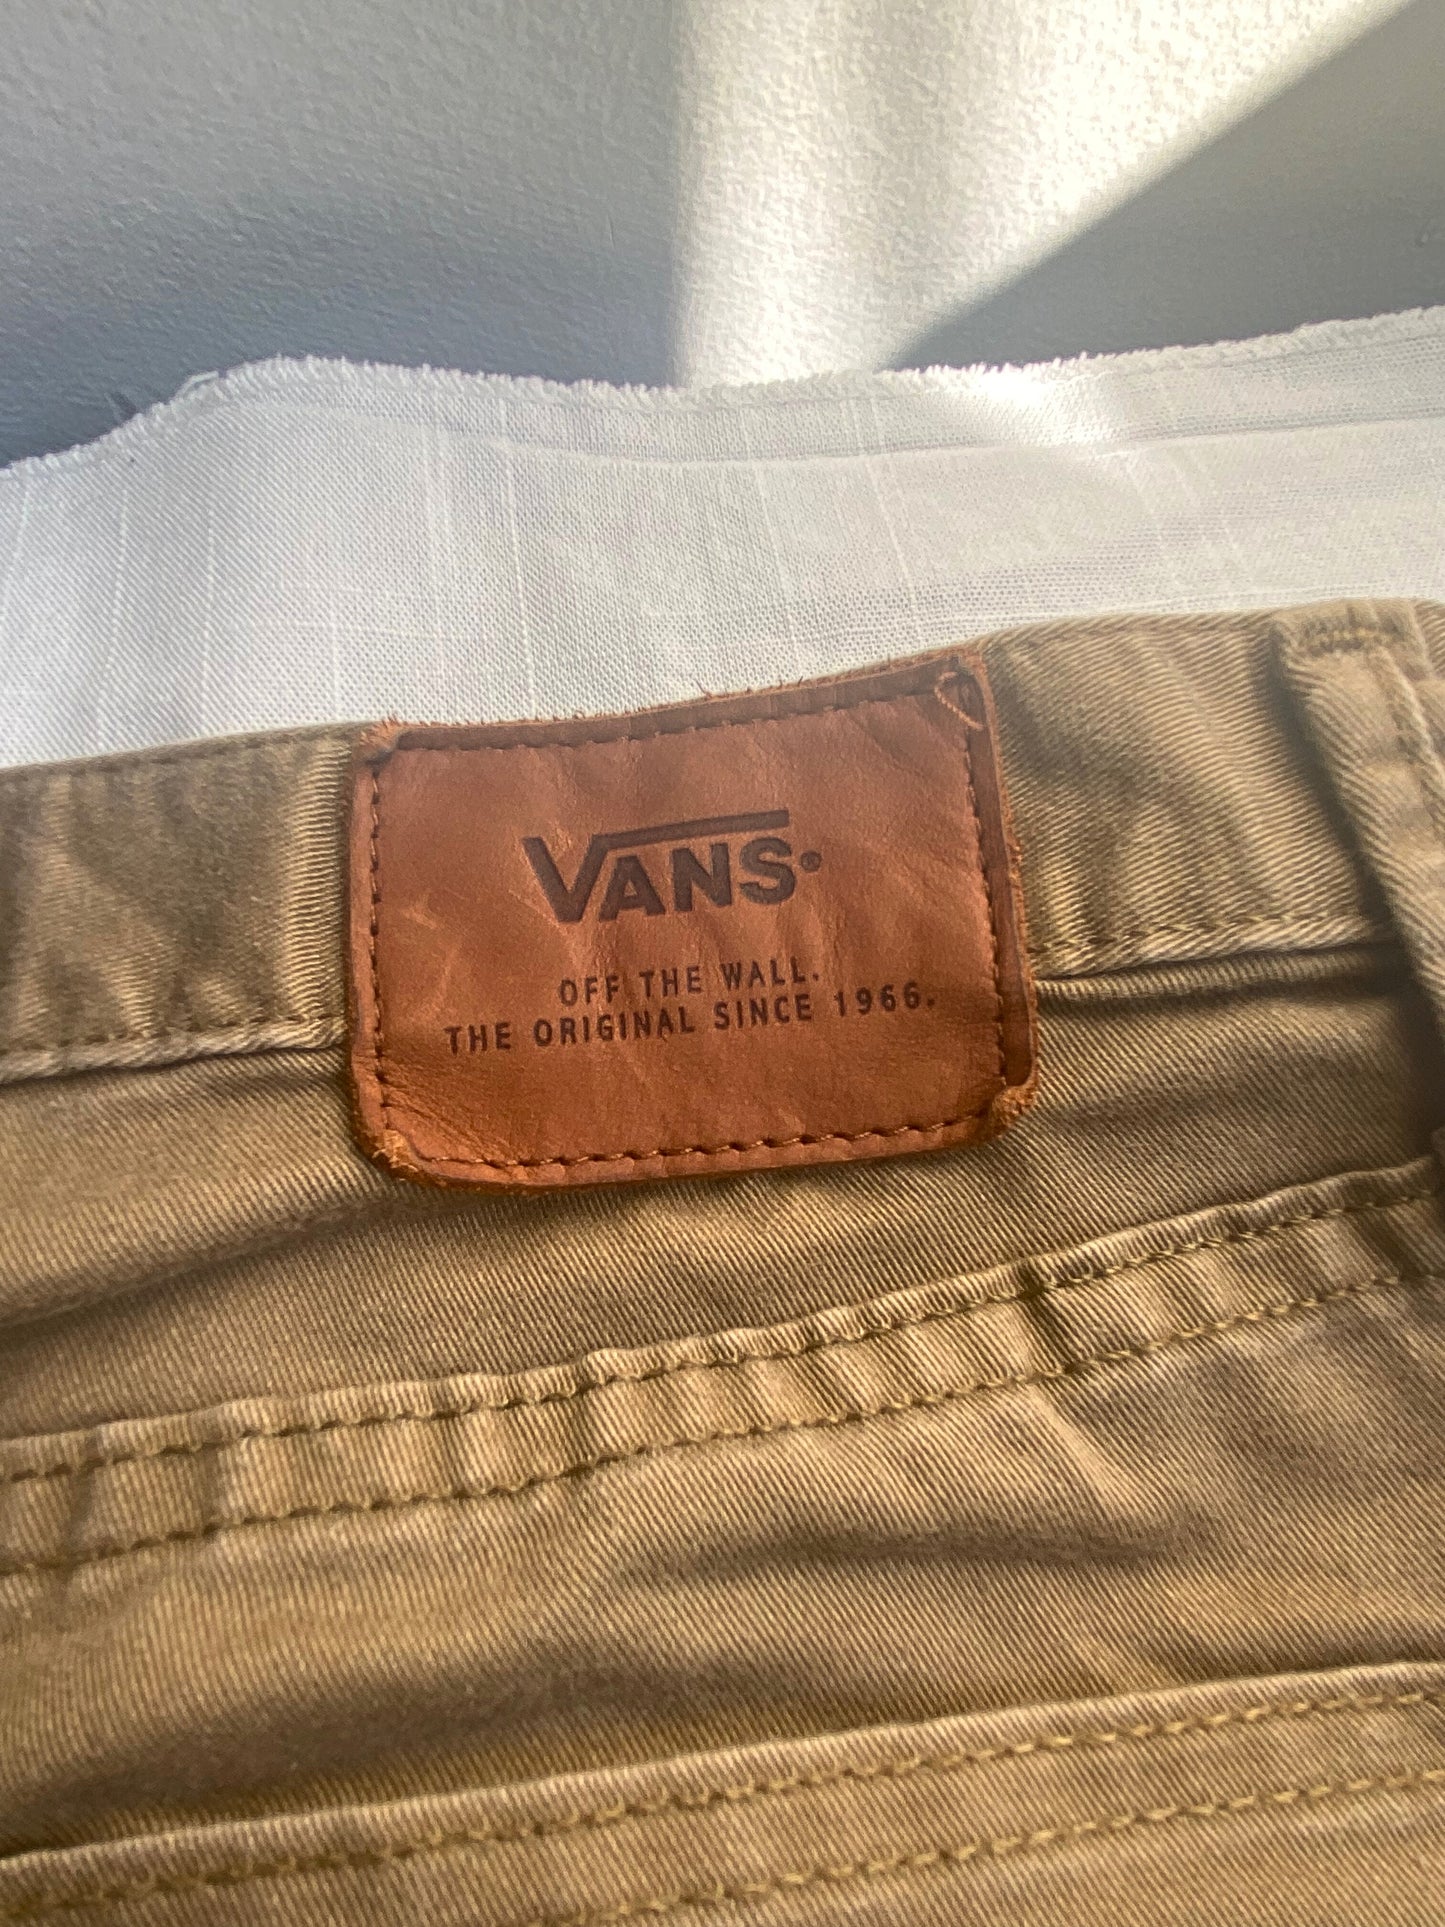 VANS®
OFF THE WALL.
THE ORIGINAL SINCE 1966.